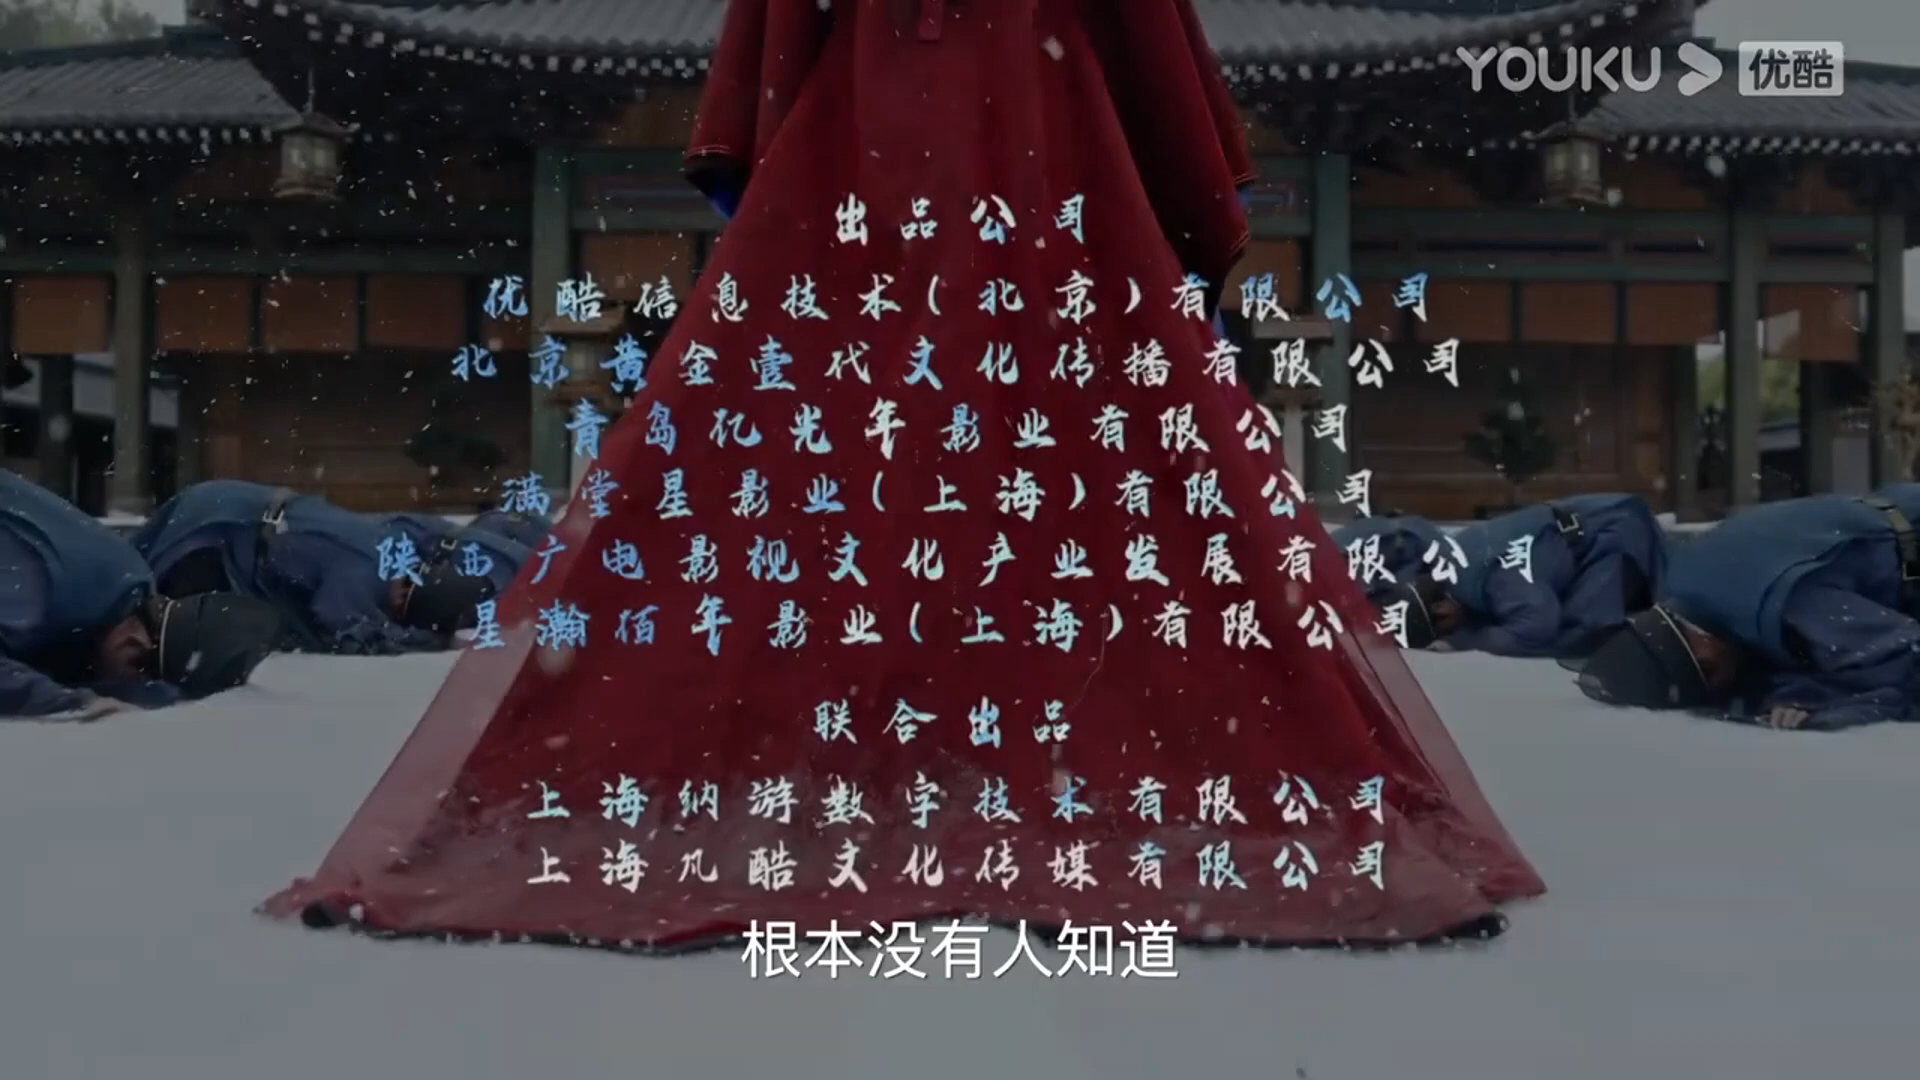 YOUKU 优酷
出品公司
优酷信息技术(北京)有限公司
北京黄金壹代文化传播有限公司
青岛亿光年影业有限公司
满堂星影业(上海)有限公司
陕西广电影视文化产业发展有限公司
星瀚佰年影业(上海)有限公司
联合出品
上海纳游数字技术有限公司
上海凡酷文化传媒有限公司
根本没有人知道